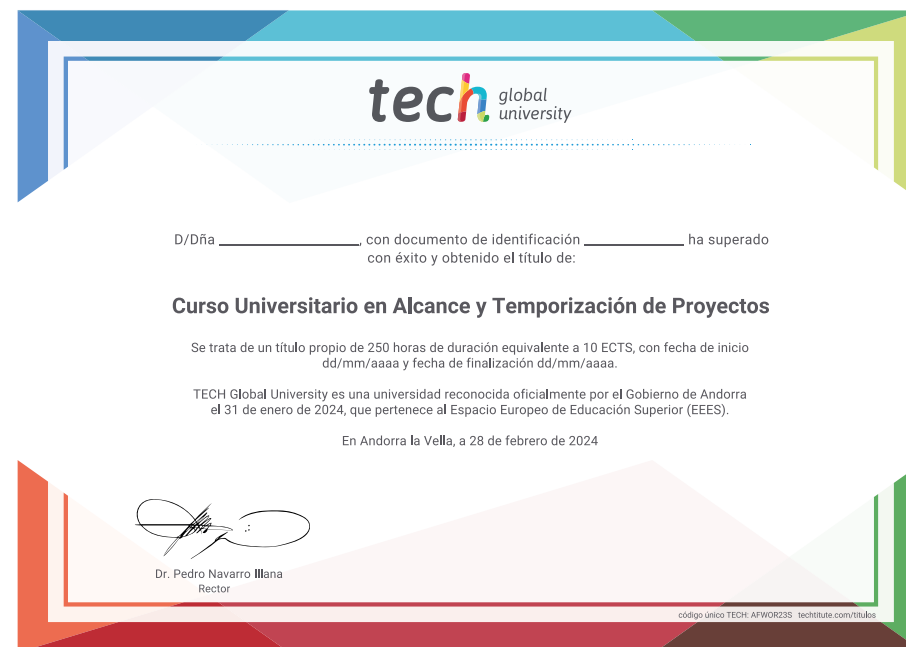 tech global university
D/Dña ____________________, con documento de identificación ______________ ha superado
con éxito y obtenido el título de:
Curso Universitario en Alcance y Temporización de Proyectos
Se trata de un título propio de 250 horas de duración equivalente a 10 ECTS, con fecha de inicio
dd/mm/aaaa y fecha de finalización dd/mm/aaaa.
TECH Global University es una universidad reconocida oficialmente por el Gobierno de Andorra
el 31 de enero de 2024, que pertenece al Espacio Europeo de Educación Superior (EEES).
En Andorra la Vella, a 28 de febrero de 2024
Dr. Pedro Navarro Illana
Rector
código único TECH: AFWOR23S techtitute.com/titulos